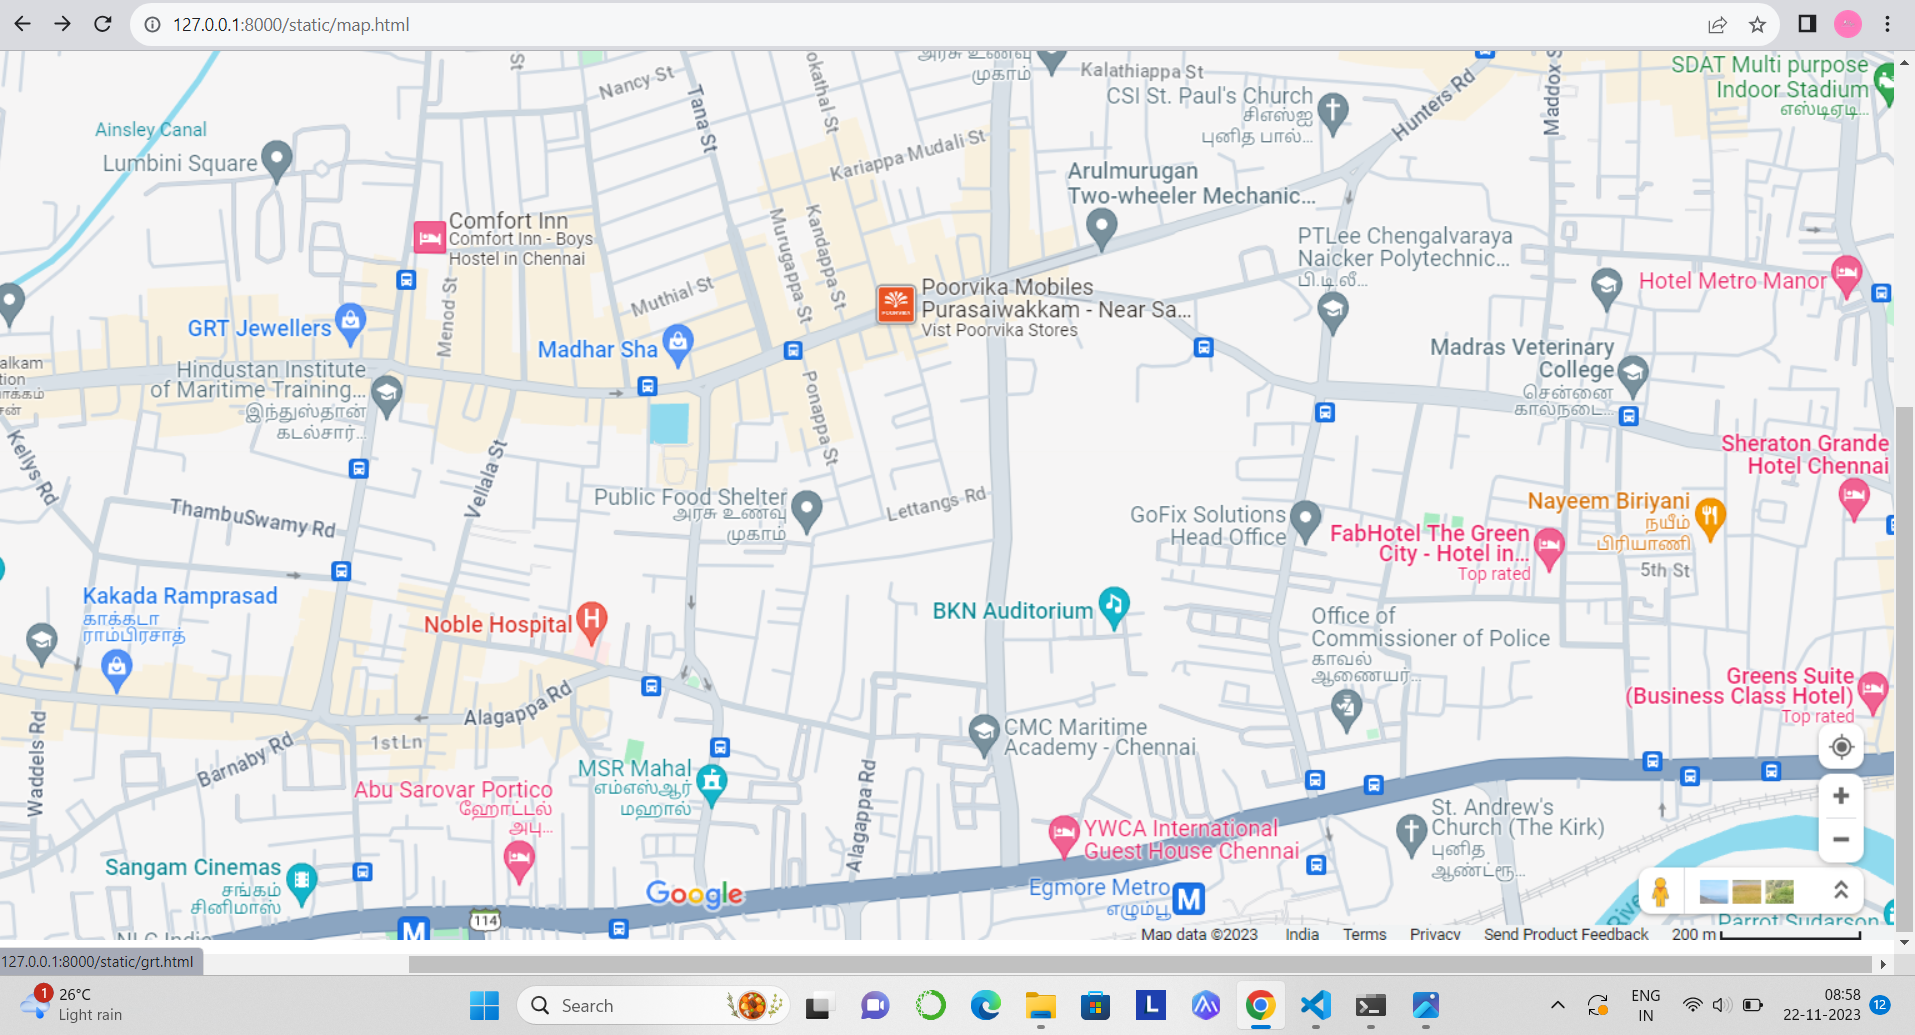 127.0.0.1:8000/static/map.html
Kalathiappa St
SDAT Multi purpose
Indoor Stadium
எஸ்டிஏடி...
Nancy St
Tana St
Hunters Rd
CSI St. Paul's Church
சிஎஸ்ஐ
புனித பால்...
முகாம்
Ainsley Canal
Lumbini Square
Kariappa Mudali St
Arulmurugan
Two-wheeler Mechanic...
Comfort Inn
Comfort Inn - Boys
Hostel in Chennai
Murugappa St
Kandappa St
PTLee Chengalvaraya
Naicker Polytechnic...
பி.டி.லீ...
Hotel Metro Manor
Muthial St
Menod St
Poorvika Mobiles
Purasaiwakkam - Near Sa...
Vist Poorvika Stores
GRT Jewellers
Madhar Sha
Madras Veterinary
College
சென்னை
கால்நடை...
Hindustan Institute
of Maritime Training...
இந்துஸ்தான்
கடல்சார்...
Ponappa St
Kellys Rd
Vellala St
Sheraton Grande
Hotel Chennai
ThambuSwamy Rd
Public Food Shelter
அரசு உணவு
முகாம்
Lettangs Rd
GoFix Solutions
Head Office
FabHotel The Green
City - Hotel in...
Top rated
Nayeem Biriyani
நயீம்
பிரியாணி
5th St
Kakada Ramprasad
காக்கடா
ராம்பிரசாத்
Noble Hospital
BKN Auditorium
Office of
Commissioner of Police
காவல்
ஆணையர்...
Greens Suite
(Business Class Hotel)
Top rated
Waddels Rd
Barnaby Rd
Alagappa Rd
1st Ln
CMC Maritime
Academy - Chennai
MSR Mahal
எம்எஸ்ஆர்
மஹால்
Alagappa Rd
Abu Sarovar Portico
ஹோட்டல்
அபு...
YWCA International
Guest House Chennai
St. Andrew's
Church (The Kirk)
புனித
ஆண்ட்ரூ...
Sangam Cinemas
சங்கம்
சினிமாஸ்
Google
Egmore Metro
எழும்பூ
114
Parrot Sudarson
Map data ©2023 India Terms Privacy Send Product Feedback 200 m
127.0.0.1:8000/static/grt.html
1
26°C
Light rain
Search
ENG
IN
08:58
22-11-2023
12